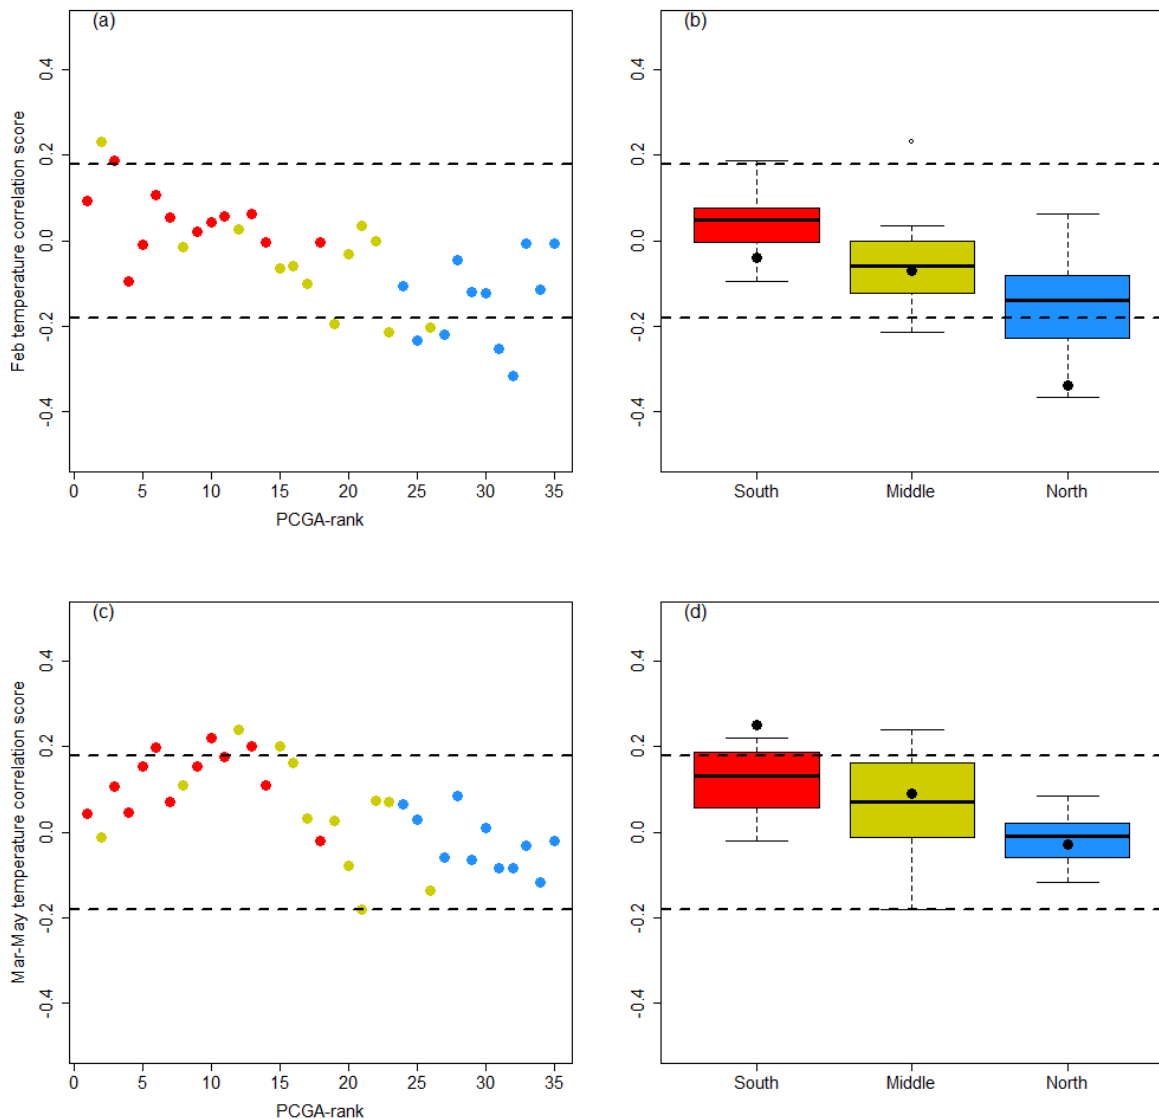 (a)
Feb temperature correlation score
0.4
0.2
0.0
-0.2
-0.4
0 5 10 15 20 25 30 35
PCGA-rank
(b)
0.4
0.2
0.0
-0.2
-0.4
South Middle North
(c)
Mar-May temperature correlation score
0.4
0.2
0.0
-0.2
-0.4
0 5 10 15 20 25 30 35
PCGA-rank
(d)
0.4
0.2
0.0
-0.2
-0.4
South Middle North